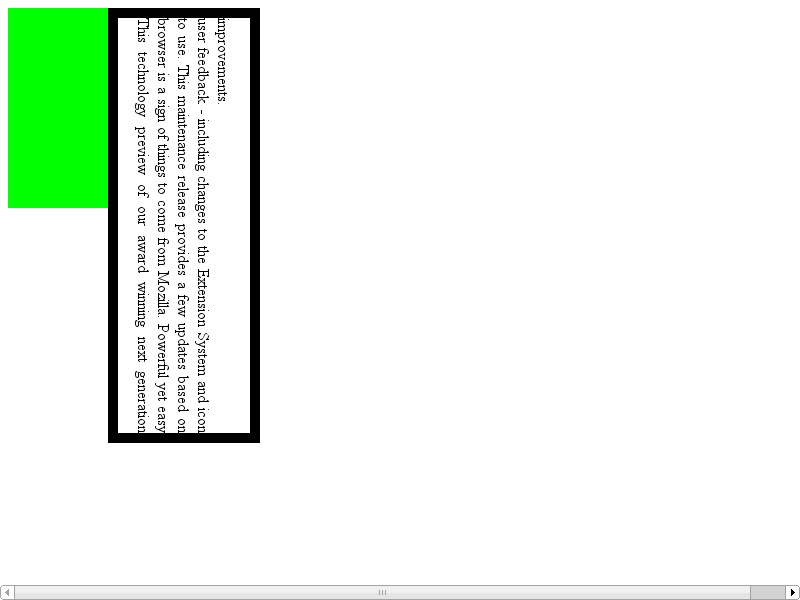 This technology preview of our award winning next generation
browser is a sign of things to come from Mozilla. Powerful yet easy
to use. This maintenance release provides a few updates based on
user feedback - including changes to the Extension System and icon
improvements.